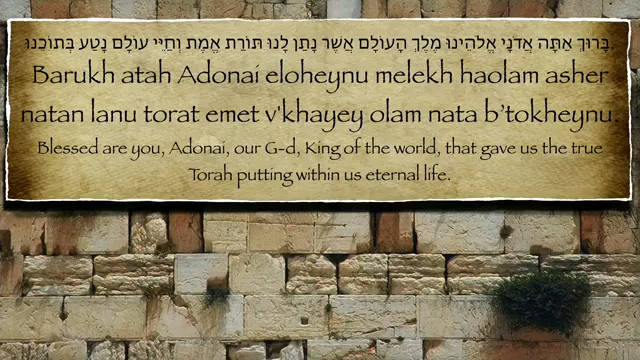 בָּרוּךְ אַתָּה אֲדֹנָי אֱלֹהֵינוּ מֶלֶךְ הָעוֹלָם אֲשֶׁר נָתַן לָנוּ תּוֹרַת אֱמֶת וְחַיֵּי עוֹלָם נָטַע בְּתוֹכֵנוּ.
Barukh atah Adonai eloheynu melekh haolam asher
natan lanu torat emet v'khayey olam nata b’tokheynu.
Blessed are you, Adonai, our G-d, King of the world, that gave us the true
Torah putting within us eternal life.